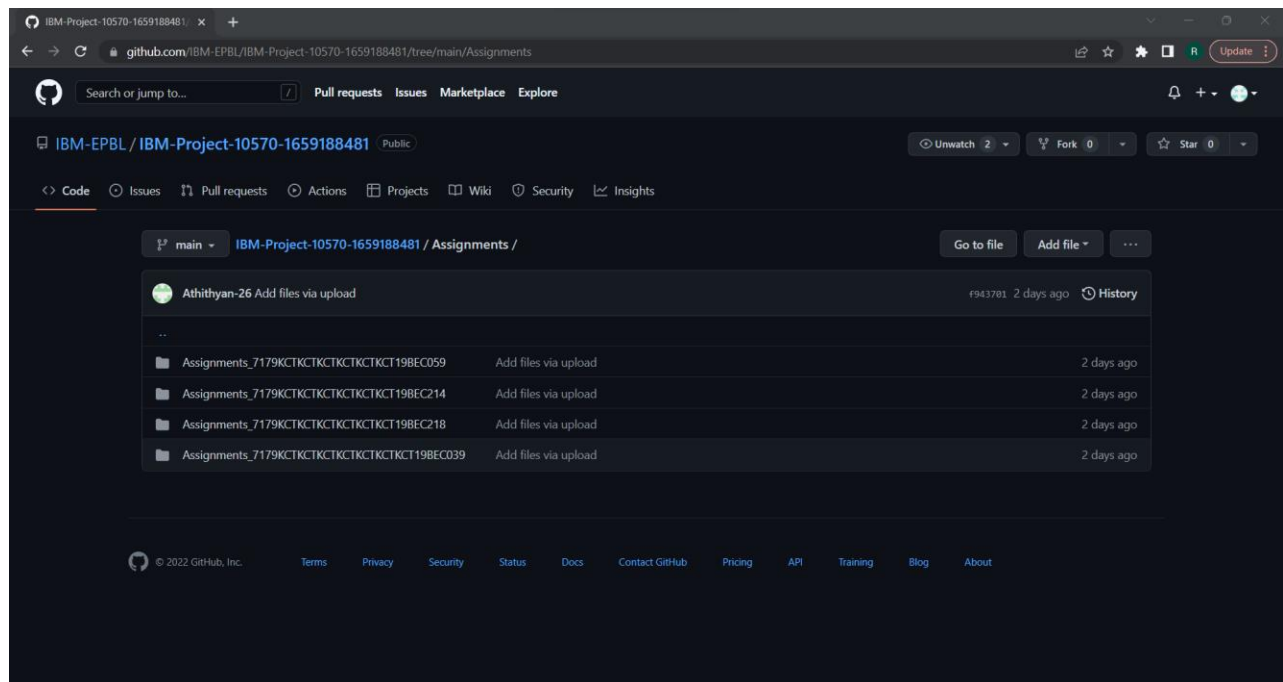 IBM-Project-10570-1659188481/
github.com/IBM-EPBL/IBM-Project-10570-1659188481/tree/main/Assignments
R Update
Search or jump to... / Pull requests Issues Marketplace Explore
IBM-EPBL / IBM-Project-10570-1659188481 Public Unwatch 2 Fork 0 Star 0
Code Issues Pull requests Actions Projects Wiki Security Insights
main IBM-Project-10570-1659188481 / Assignments / Go to file Add file ...
Athithyan-26 Add files via upload f943701 2 days ago History
..
Assignments_7179KCTKCTKCTKCTKCTKCT19BEC059 Add files via upload 2 days ago
Assignments_7179KCTKCTKCTKCTKCTKCT19BEC214 Add files via upload 2 days ago
Assignments_7179KCTKCTKCTKCTKCTKCT19BEC218 Add files via upload 2 days ago
Assignments_7179KCTKCTKCTKCTKCTKCTKCT19BEC039 Add files via upload 2 days ago
© 2022 GitHub, Inc. Terms Privacy Security Status Docs Contact GitHub Pricing API Training Blog About